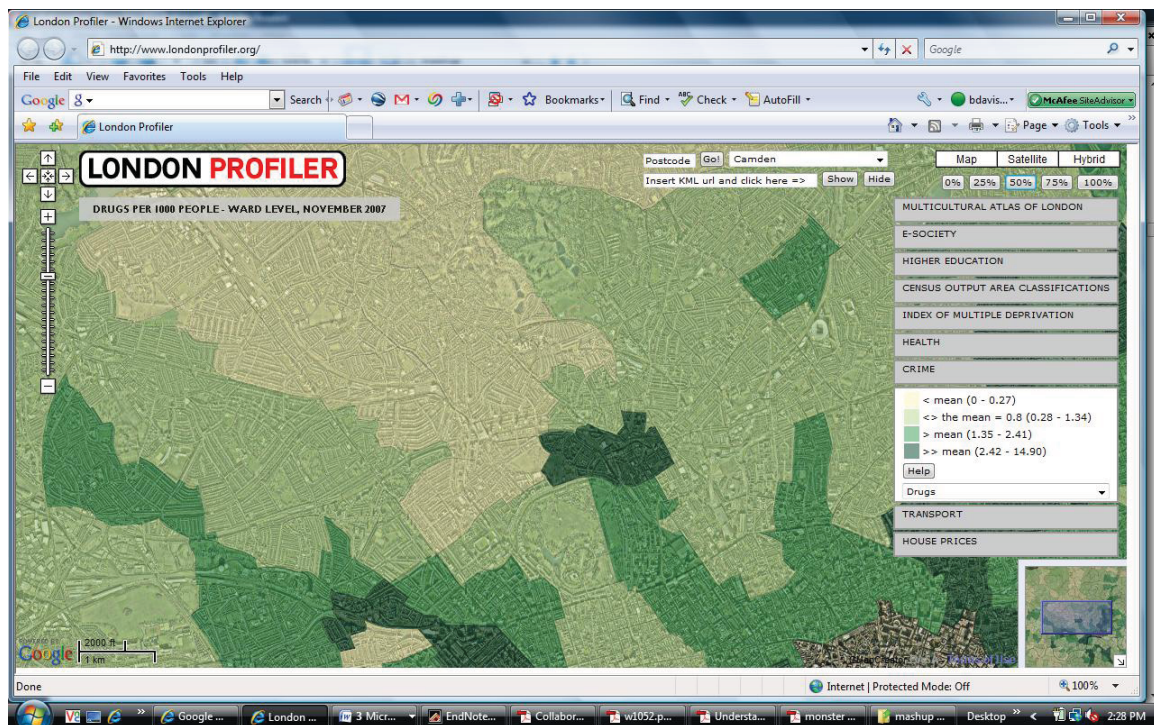 London Profiler - Windows Internet Explorer
http://www.londonprofiler.org/
Google
File Edit View Favorites Tools Help
Google Search Bookmarks Find ABC Check AutoFill bdavis... McAfee SiteAdvisor
London Profiler Page Tools
LONDON PROFILER
Postcode Go! Camden
Map Satellite Hybrid
Insert KML url and click here => Show Hide
0% 25% 50% 75% 100%
DRUGS PER 1000 PEOPLE - WARD LEVEL, NOVEMBER 2007
MULTICULTURAL ATLAS OF LONDON
E-SOCIETY
HIGHER EDUCATION
CENSUS OUTPUT AREA CLASSIFICATIONS
INDEX OF MULTIPLE DEPRIVATION
HEALTH
CRIME
< mean (0 - 0.27)
<> the mean = 0.8 (0.28 - 1.34)
> mean (1.35 - 2.41)
>> mean (2.42 - 14.90)
Help
Drugs
TRANSPORT
HOUSE PRICES
POWERED BY
Google
2000 ft
1 km
Terms of Use
Done Internet | Protected Mode: Off 100%
Google ... London ... 3 Micr... EndNote... Collabor... w1052.p... Understa... monster ... mashup ... Desktop 2:28 PM